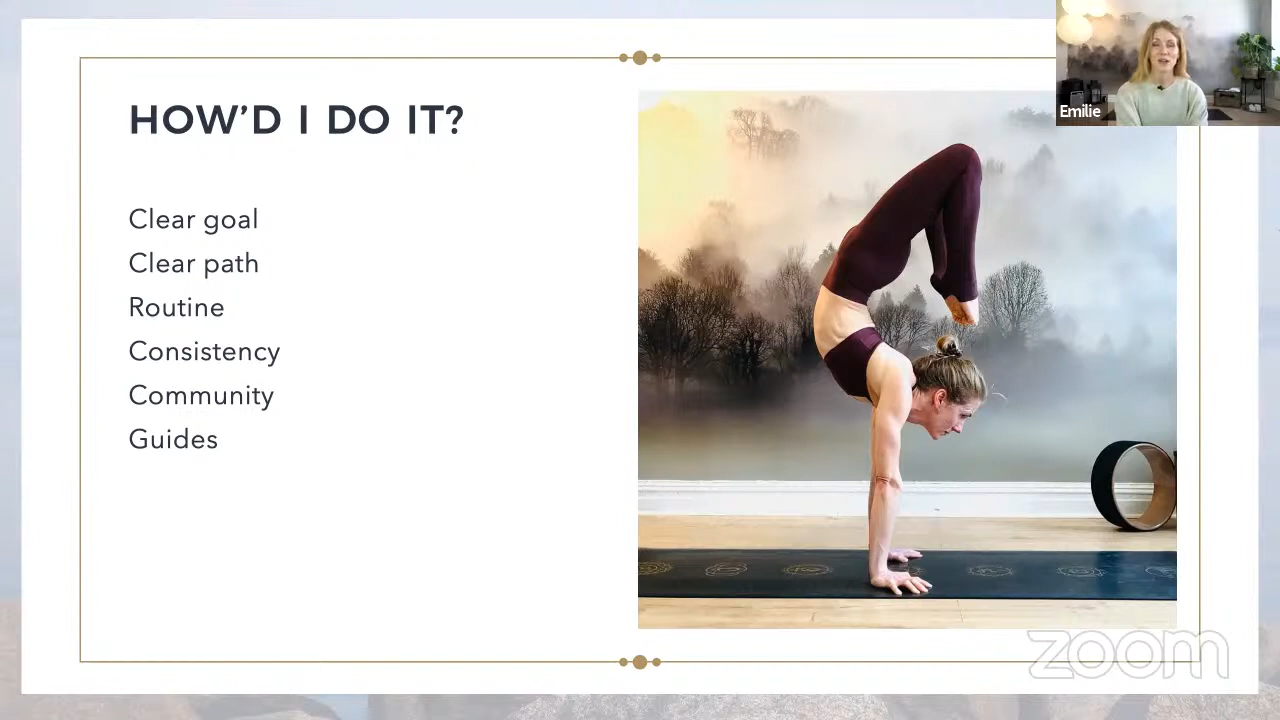 HOW’D I DO IT?
Clear goal
Clear path
Routine
Consistency
Community
Guides
Emilie
zoom